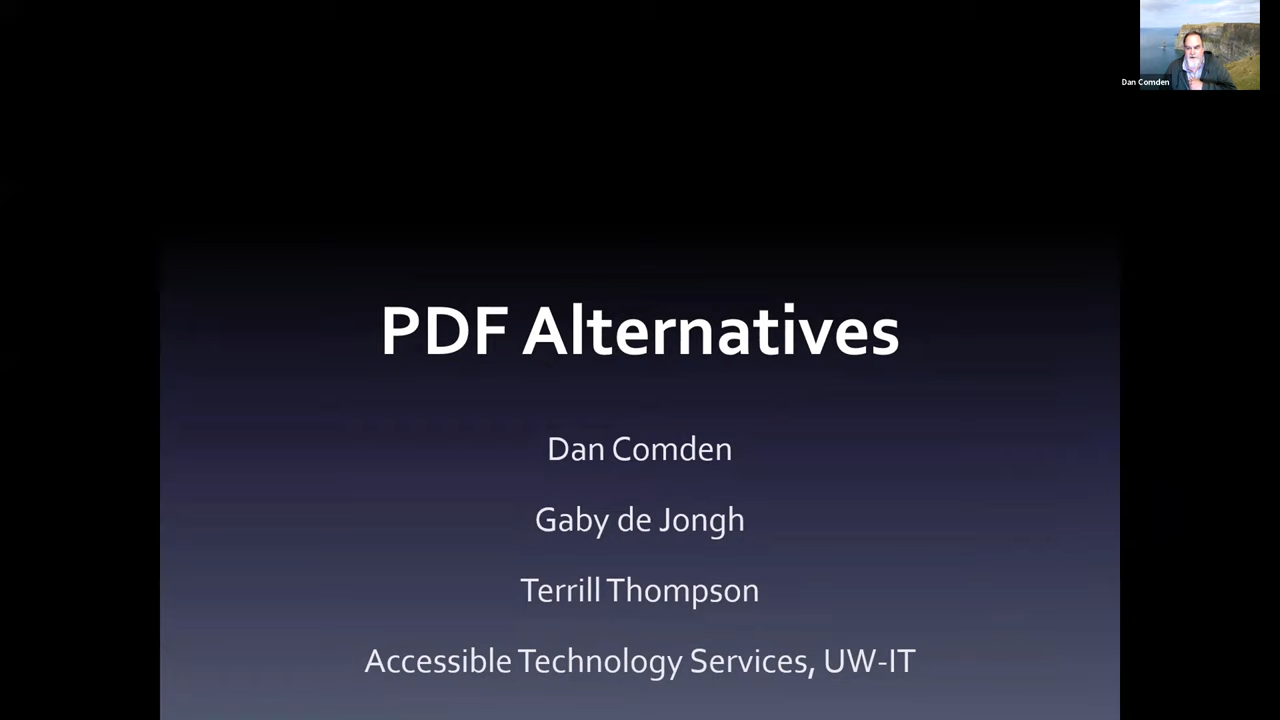 Dan Comden
PDF Alternatives
Dan Comden
Gaby de Jongh
Terrill Thompson
Accessible Technology Services, UW-IT